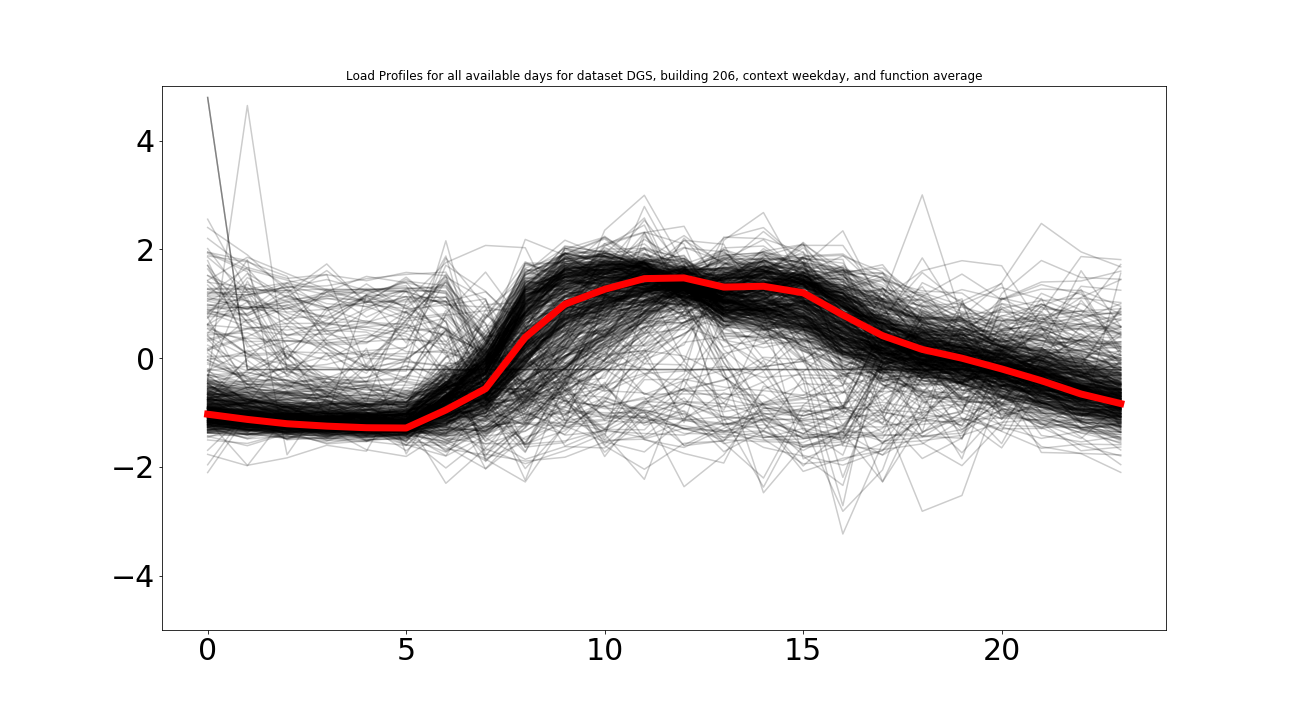 Load Profiles for all available days for dataset DGS, building 206, context weekday, and function average
4
2
0
−2
−4
0 5 10 15 20